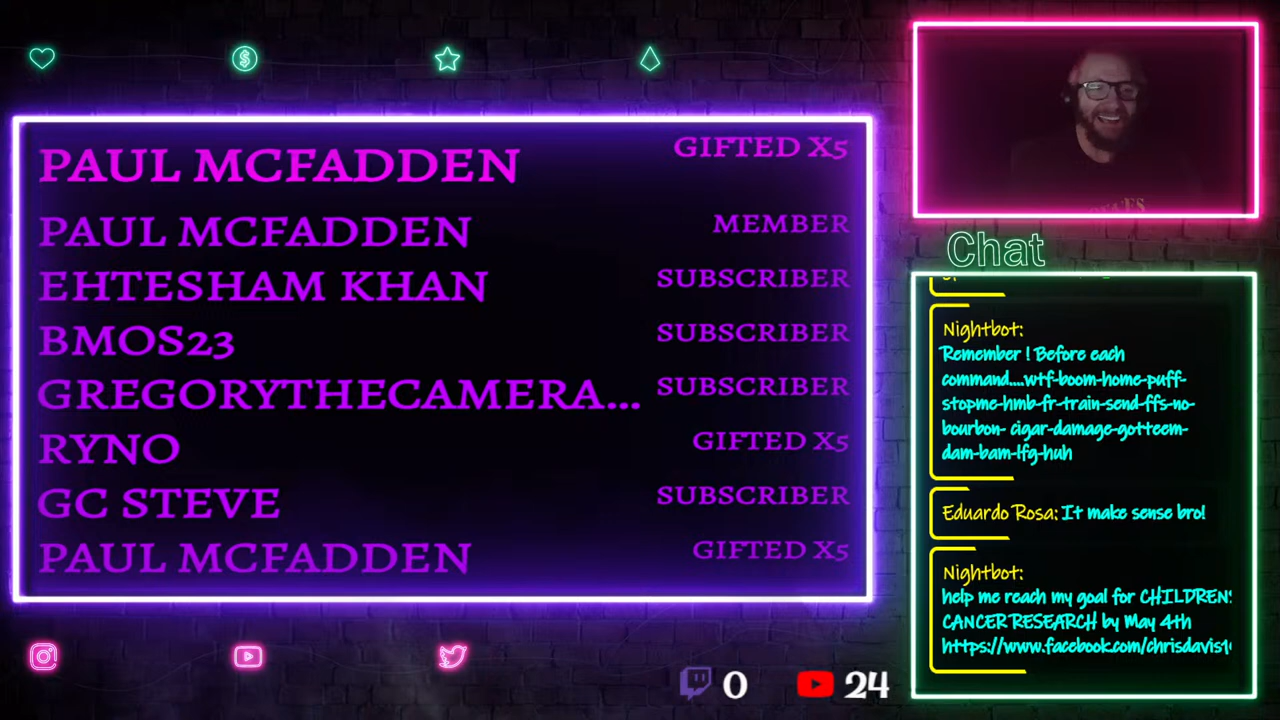 PAUL MCFADDEN GIFTED X5
PAUL MCFADDEN MEMBER
EHTESHAM KHAN SUBSCRIBER
BMOS23 SUBSCRIBER
GREGORYTHECAMERA... SUBSCRIBER
RYNO GIFTED X5
GC STEVE SUBSCRIBER
PAUL MCFADDEN GIFTED X5
0 24
Chat
Nightbot:
Remember ! Before each
command....wtf-boom-home-puff-
stopme-hmb-fr-train-send-ffs-no-
bourbon- cigar-damage-gotteem-
dam-bam-lfg-huh
Eduardo Rosa: It make sense bro!
Nightbot:
help me reach my goal for CHILDRENS
CANCER RESEARCH by May 4th
https://www.facebook.com/chrisdavis1